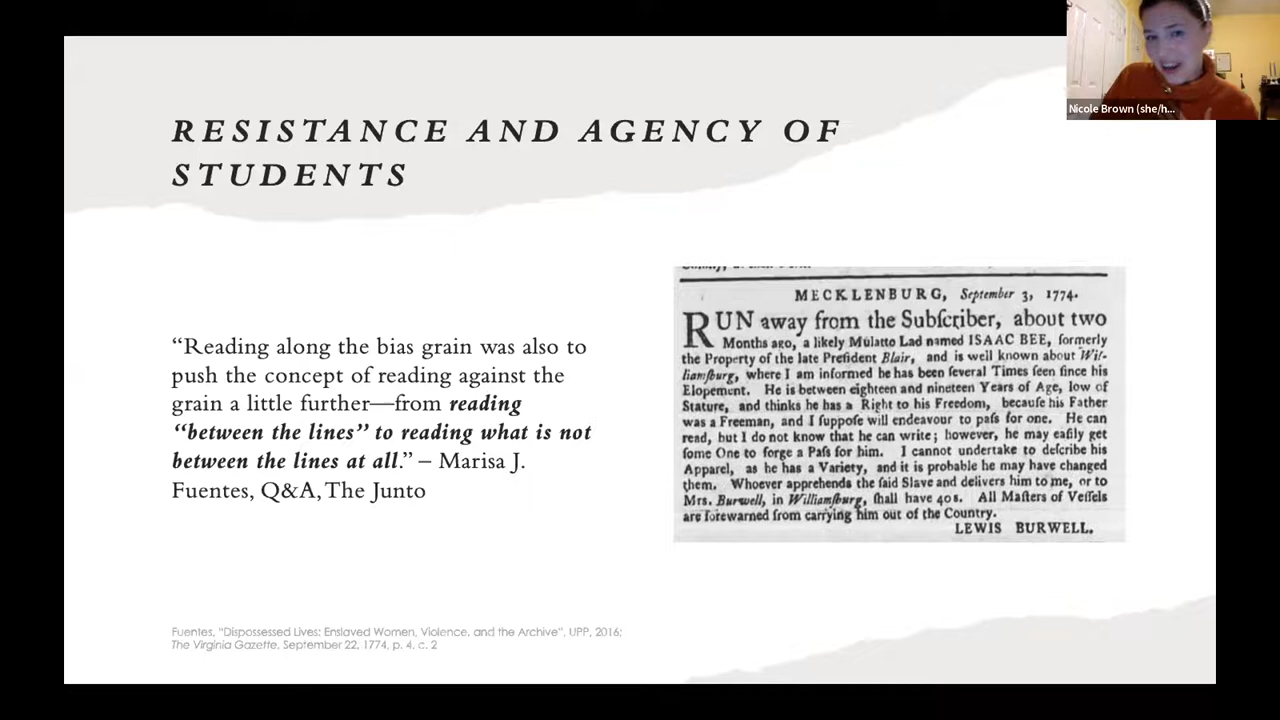 Nicole Brown (she/h...
RESISTANCE AND AGENCY OF
STUDENTS
“Reading along the bias grain was also to
push the concept of reading against the
grain a little further—from reading
“between the lines” to reading what is not
between the lines at all.” – Marisa J.
Fuentes, Q&A, The Junto
MECKLENBURG, September 3, 1774.
RUN away from the Subſcriber, about two
Months ago, a likely Mulatto Lad named ISAAC BEE, formerly
the Property of the late Preſident Blair, and is well known about Wil-
liamſburg, where I am informed he has been ſeveral Times ſeen ſince his
Elopement. He is between eighteen and nineteen Years of Age, low of
Stature, and thinks he has a Right to his Freedom, becauſe his Father
was a Freeman, and I ſuppoſe will endeavour to paſs for one. He can
read, but I do not know that he can write; however, he may eaſily get
ſome One to forge a Paſs for him. I cannot undertake to deſcribe his
Apparel, as he has a Variety, and it is probable he may have changed
them. Whoever apprehends the ſaid Slave and delivers him to me, or to
Mrs. Burwell, in Williamſburg, ſhall have 40s. All Maſters of Veſſels
are forewarned from carrying him out of the Country.
LEWIS BURWELL.
Fuentes, “Dispossessed Lives: Enslaved Women, Violence, and the Archive”, UPP, 2016;
The Virginia Gazette, September 22, 1774, p. 4, c. 2